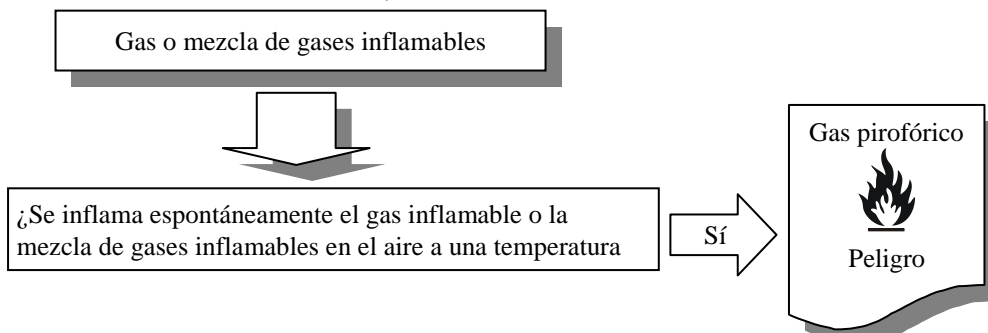 Gas o mezcla de gases inflamables
¿Se inflama espontáneamente el gas inflamable o la
mezcla de gases inflamables en el aire a una temperatura
Sí
Gas pirofórico
Peligro